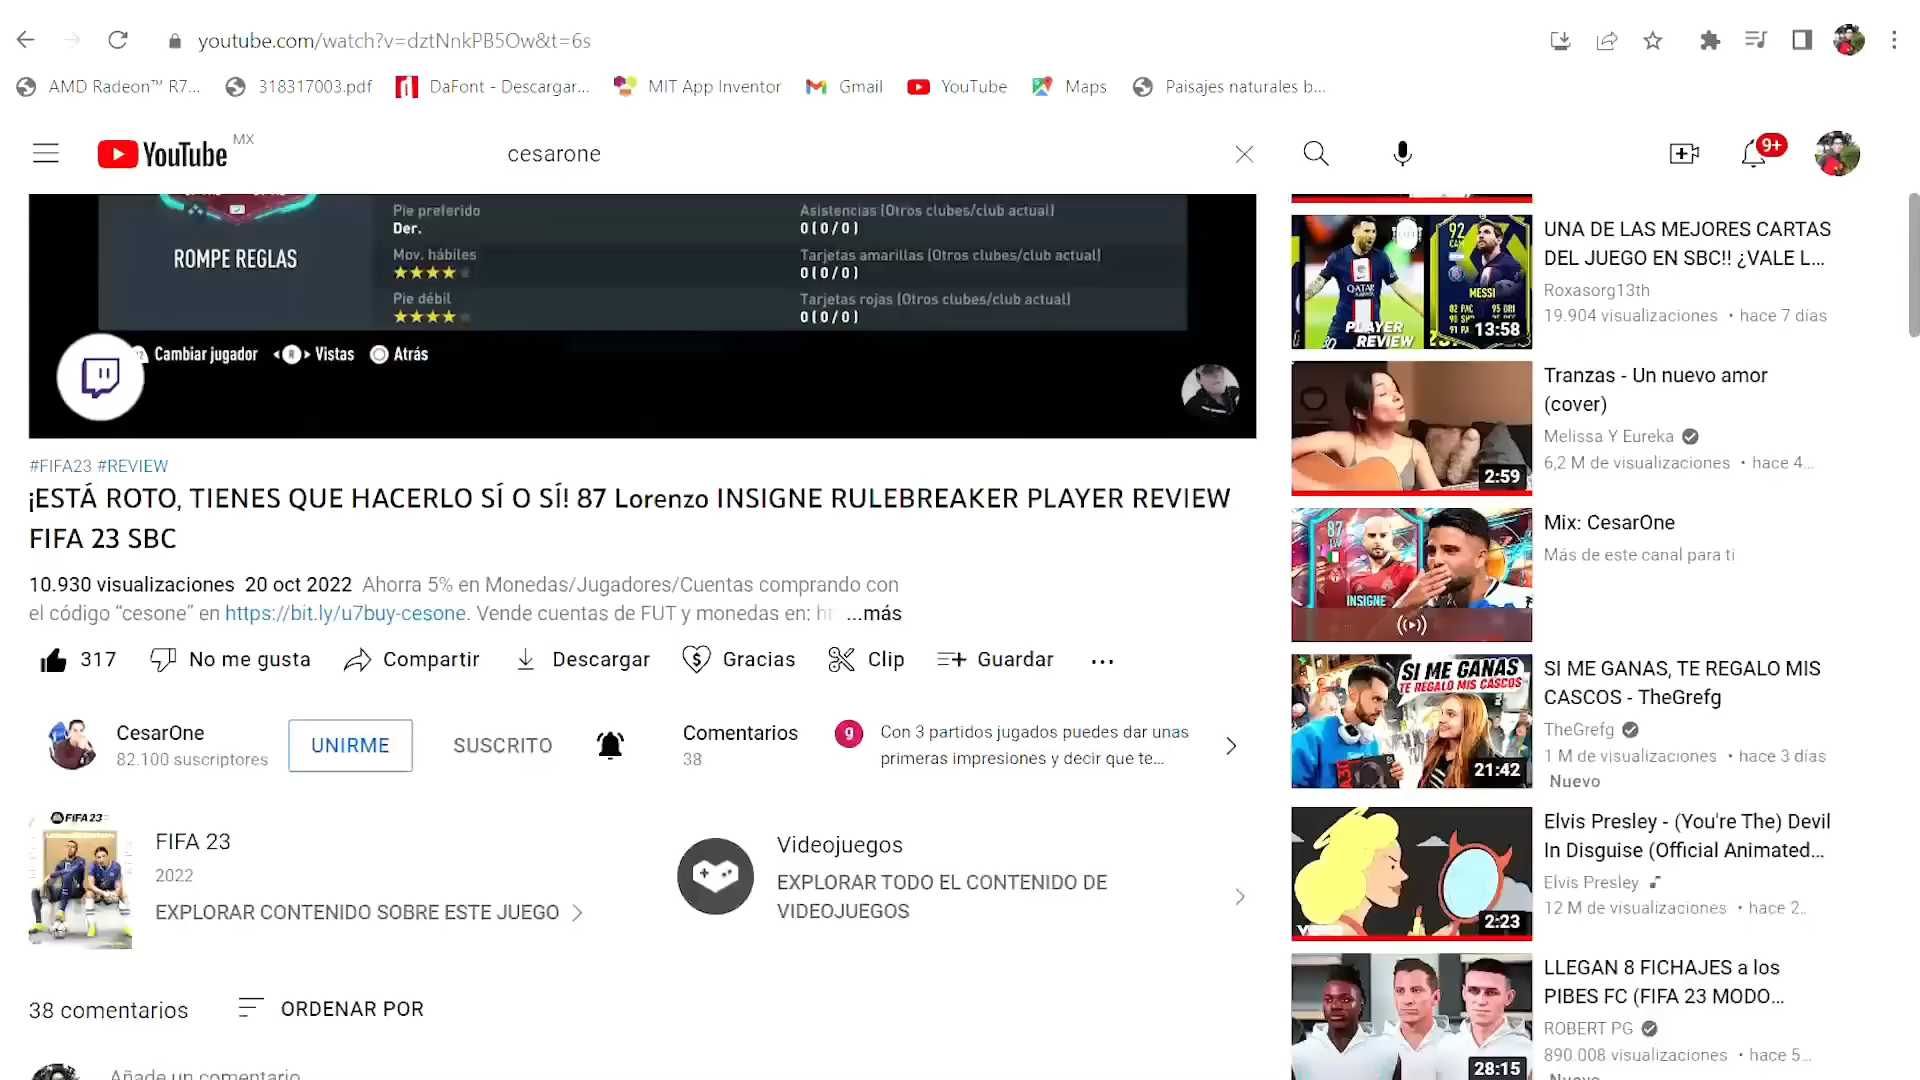 youtube.com/watch?v=dztNnkPB5Ow&t=6s
AMD Radeon™ R7...
318317003.pdf
DaFont - Descargar...
MIT App Inventor
Gmail
YouTube
Maps
Paisajes naturales b...
YouTube MX
cesarone
9+
ROMPE REGLAS
Pie preferido
Der.
Mov. hábiles
Pie débil
Asistencias (Otros clubes/club actual)
0 ( 0 / 0 )
Tarjetas amarillas (Otros clubes/club actual)
0 ( 0 / 0 )
Tarjetas rojas (Otros clubes/club actual)
0 ( 0 / 0 )
Cambiar jugador
R Vistas
Atrás
#FIFA23 #REVIEW
¡ESTÁ ROTO, TIENES QUE HACERLO SÍ O SÍ! 87 Lorenzo INSIGNE RULEBREAKER PLAYER REVIEW
FIFA 23 SBC
10.930 visualizaciones 20 oct 2022 Ahorra 5% en Monedas/Jugadores/Cuentas comprando con
el código “cesone” en https://bit.ly/u7buy-cesone. Vende cuentas de FUT y monedas en: ...más
317
No me gusta
Compartir
Descargar
Gracias
Clip
Guardar
CesarOne
82.100 suscriptores
UNIRME
SUSCRITO
Comentarios
38
g
Con 3 partidos jugados puedes dar unas
primeras impresiones y decir que te...
FIFA 23
FIFA 23
2022
EXPLORAR CONTENIDO SOBRE ESTE JUEGO
Videojuegos
EXPLORAR TODO EL CONTENIDO DE
VIDEOJUEGOS
38 comentarios
ORDENAR POR
Añade un comentario
92
MESSI
QATAR
PLAYER
REVIEW
13:58
UNA DE LAS MEJORES CARTAS
DEL JUEGO EN SBC!! ¿VALE L...
Roxasorg13th
19.904 visualizaciones • hace 7 días
2:59
Tranzas - Un nuevo amor
(cover)
Melissa Y Eureka
6,2 M de visualizaciones • hace 4...
87
INSIGNE
Mix: CesarOne
Más de este canal para ti
SI ME GANAS
TE REGALO MIS CASCOS
21:42
SI ME GANAS, TE REGALO MIS
CASCOS - TheGrefg
TheGrefg
1 M de visualizaciones • hace 3 días
Nuevo
2:23
Elvis Presley - (You're The) Devil
In Disguise (Official Animated...
Elvis Presley
12 M de visualizaciones • hace 2...
28:15
LLEGAN 8 FICHAJES a los
PIBES FC (FIFA 23 MODO...
ROBERT PG
890.008 visualizaciones • hace 5...
Nuevo